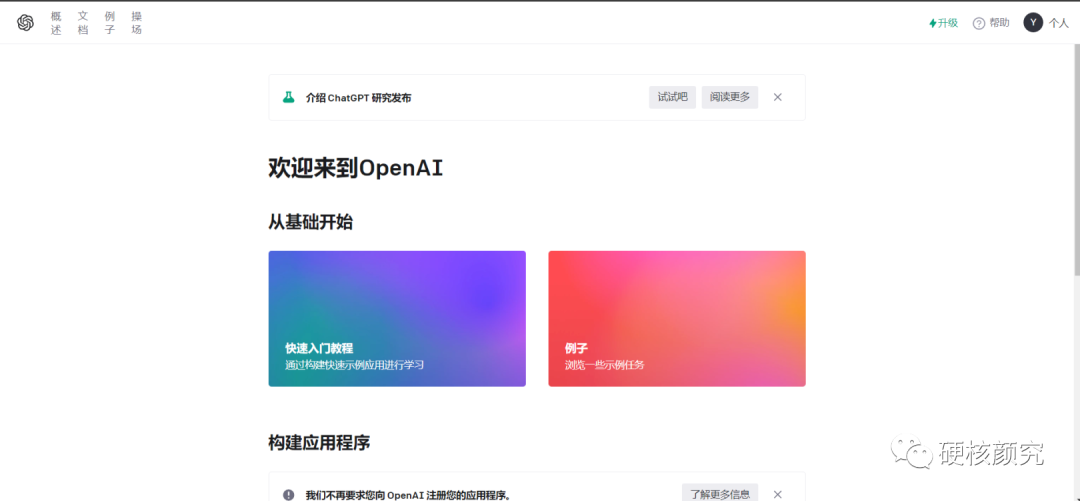 概述
文档
例子
操场
升级
帮助
Y
个人
介绍 ChatGPT 研究发布
试试吧
阅读更多
欢迎来到OpenAI
从基础开始
快速入门教程
通过构建快速示例应用进行学习
例子
浏览一些示例任务
构建应用程序
我们不再要求您向 OpenAI 注册您的应用程序。
了解更多信息
硬核颜究